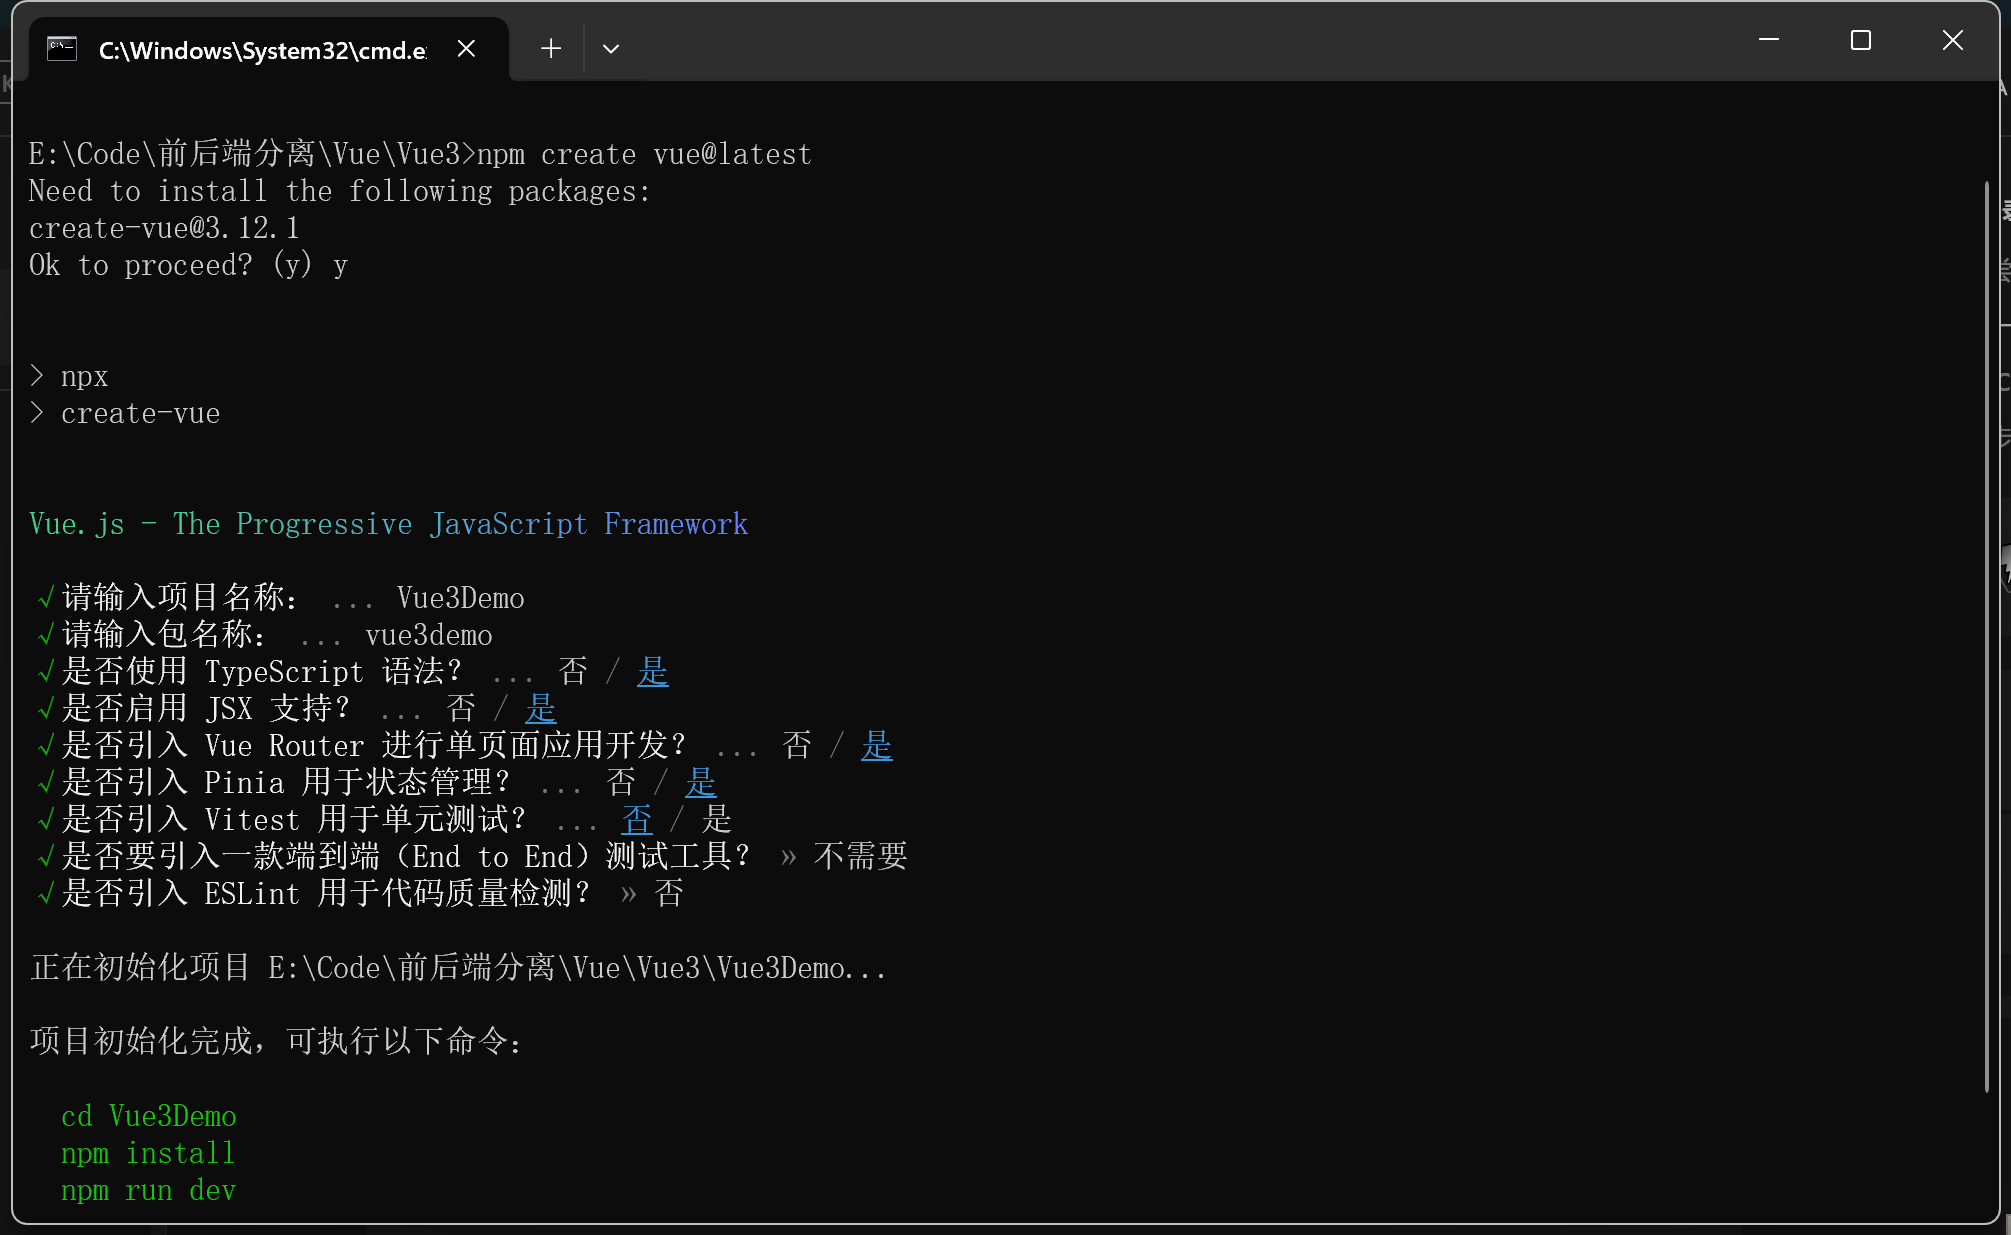 C:\Windows\System32\cmd.e
E:\Code\前后端分离\Vue\Vue3>npm create vue@latest
Need to install the following packages:
create-vue@3.12.1
Ok to proceed? (y) y
> npx
> create-vue
Vue.js - The Progressive JavaScript Framework
√ 请输入项目名称： ... Vue3Demo
√ 请输入包名称： ... vue3demo
√ 是否使用 TypeScript 语法？ ... 否 / 是
√ 是否启用 JSX 支持？ ... 否 / 是
√ 是否引入 Vue Router 进行单页面应用开发？ ... 否 / 是
√ 是否引入 Pinia 用于状态管理？ ... 否 / 是
√ 是否引入 Vitest 用于单元测试？ ... 否 / 是
√ 是否要引入一款端到端（End to End）测试工具？ » 不需要
√ 是否引入 ESLint 用于代码质量检测？ » 否
正在初始化项目 E:\Code\前后端分离\Vue\Vue3\Vue3Demo...
项目初始化完成，可执行以下命令：
cd Vue3Demo
npm install
npm run dev